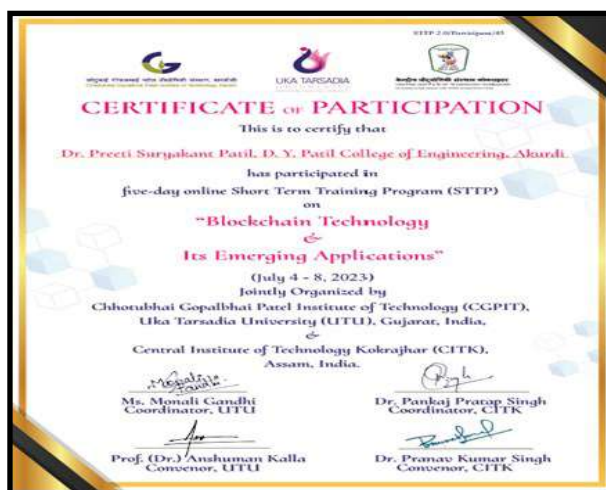 STTP 2.0/Participant/45
UKA TARSADIA
CERTIFICATE OF PARTICIPATION
This is to certify that
Dr. Preeti Suryakant Patil, D. Y. Patil College of Engineering, Akurdi
has participated in
five-day online Short Term Training Program (STTP)
on
“Blockchain Technology
&
Its Emerging Applications”
(July 4 - 8, 2023)
Jointly Organized by
Chhotubhai Gopalbhai Patel Institute of Technology (CGPIT),
Uka Tarsadia University (UTU), Gujarat, India,
&
Central Institute of Technology Kokrajhar (CITK),
Assam, India.
Ms. Monali Gandhi
Coordinator, UTU
Dr. Pankaj Pratap Singh
Coordinator, CITK
Prof. (Dr.) Anshuman Kalla
Convenor, UTU
Dr. Pranav Kumar Singh
Convenor, CITK